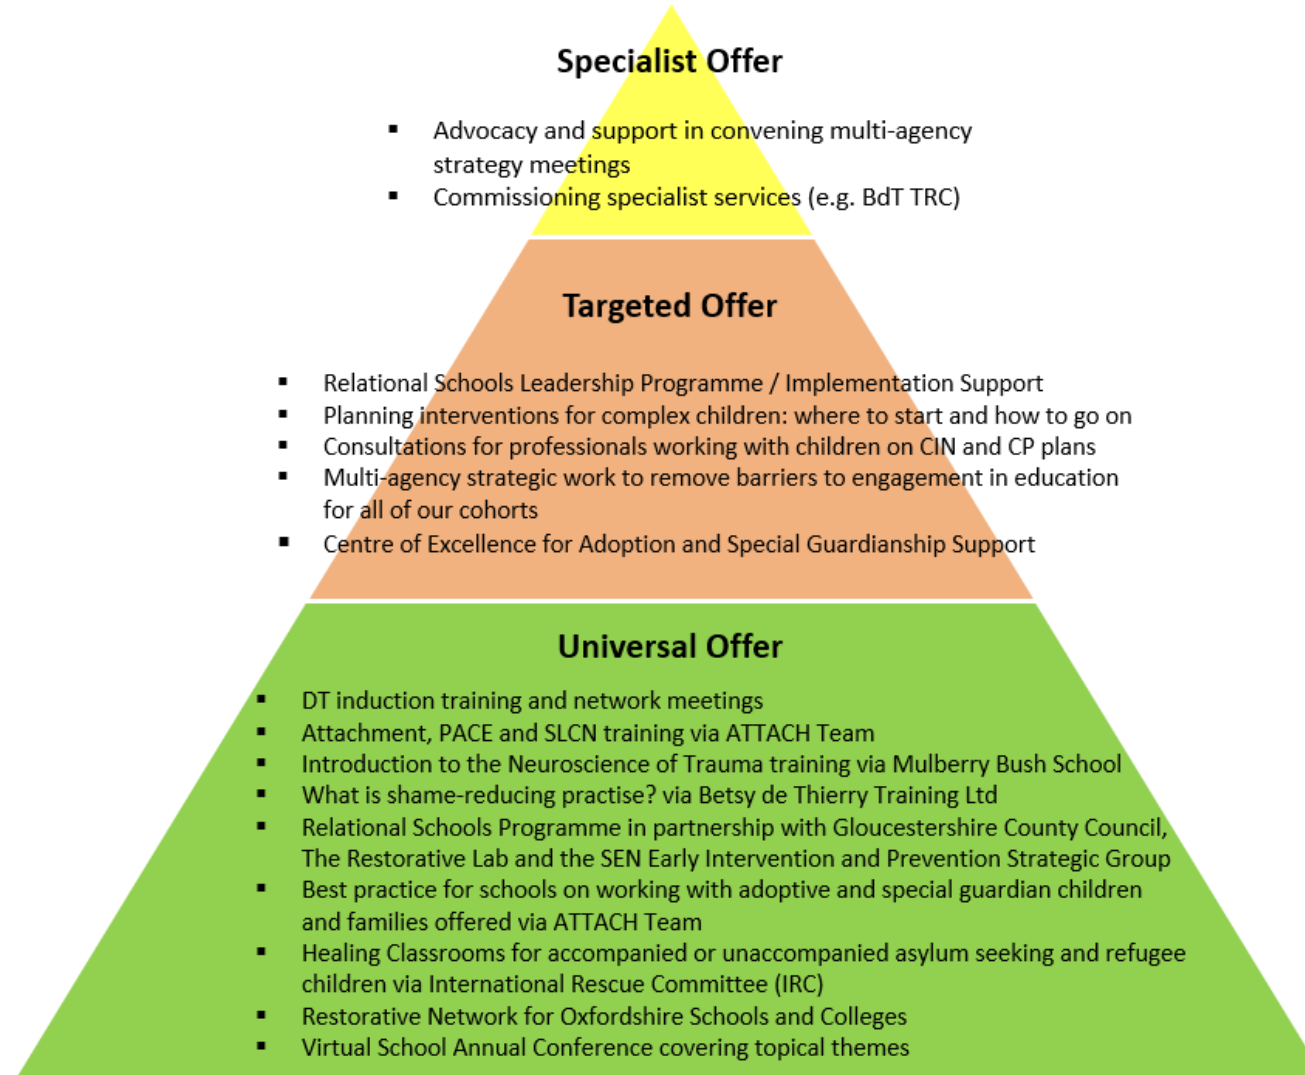 Specialist Offer
▪ Advocacy and support in convening multi-agency
strategy meetings
▪ Commissioning specialist services (e.g. BdT TRC)
Targeted Offer
▪ Relational Schools Leadership Programme / Implementation Support
▪ Planning interventions for complex children: where to start and how to go on
▪ Consultations for professionals working with children on CIN and CP plans
▪ Multi-agency strategic work to remove barriers to engagement in education
for all of our cohorts
▪ Centre of Excellence for Adoption and Special Guardianship Support
Universal Offer
▪ DT induction training and network meetings
▪ Attachment, PACE and SLCN training via ATTACH Team
▪ Introduction to the Neuroscience of Trauma training via Mulberry Bush School
▪ What is shame-reducing practise? via Betsy de Thierry Training Ltd
▪ Relational Schools Programme in partnership with Gloucestershire County Council,
The Restorative Lab and the SEN Early Intervention and Prevention Strategic Group
▪ Best practice for schools on working with adoptive and special guardian children
and families offered via ATTACH Team
▪ Healing Classrooms for accompanied or unaccompanied asylum seeking and refugee
children via International Rescue Committee (IRC)
▪ Restorative Network for Oxfordshire Schools and Colleges
▪ Virtual School Annual Conference covering topical themes